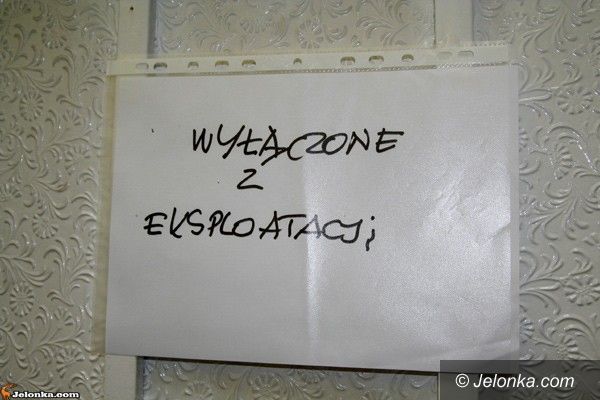 WYŁĄCZONE
Z
EKSPLOATACJi
© Jelonka.com
Jelonka.com